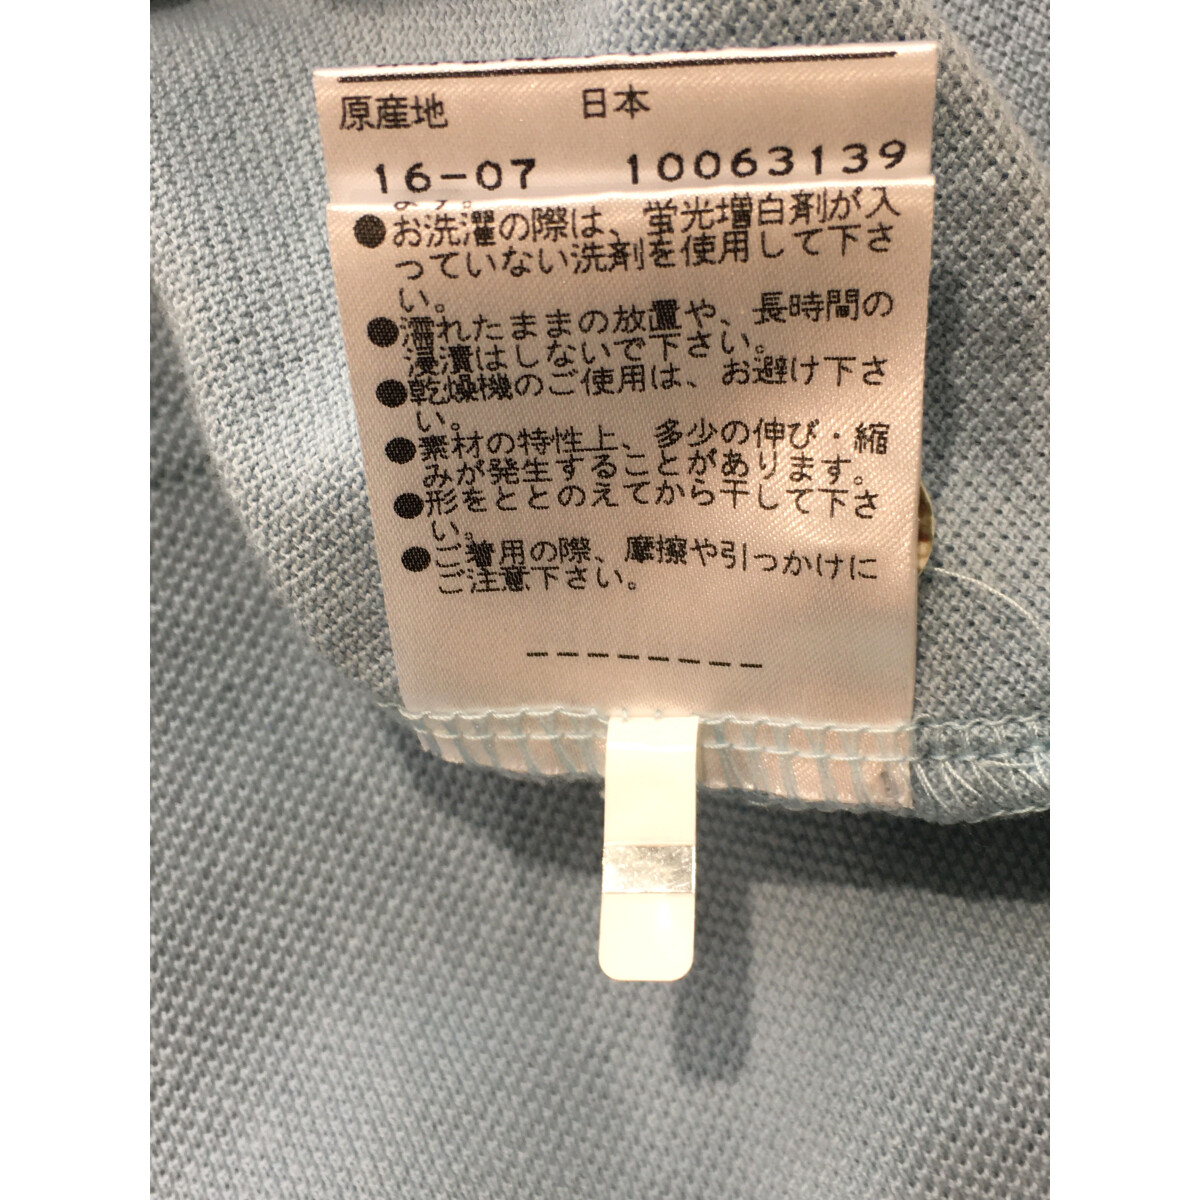 原産地 日本
16-07 10063139
ます。
●お洗濯の際は、蛍光増白剤が入
っていない洗剤を使用して下さ
い。
●濡れたままの放置や、長時間の
浸漬はしないで下さい。
●乾燥機のご使用は、お避け下さ
い。
●素材の特性上、多少の伸び・縮
みが発生することがあります。
●形をととのえてから干して下さ
い。
●ご着用の際、摩擦や引っかけに
ご注意下さい。
--------